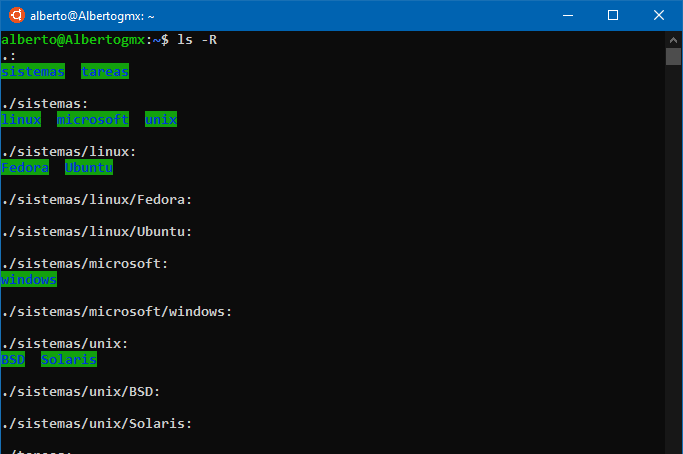 alberto@Albertogmx: ~
alberto@Albertogmx:~$ ls -R
.:
sistemas  tareas
./sistemas:
linux  microsoft  unix
./sistemas/linux:
Fedora  Ubuntu
./sistemas/linux/Fedora:
./sistemas/linux/Ubuntu:
./sistemas/microsoft:
windows
./sistemas/microsoft/windows:
./sistemas/unix:
BSD  Solaris
./sistemas/unix/BSD:
./sistemas/unix/Solaris:
./tareas: